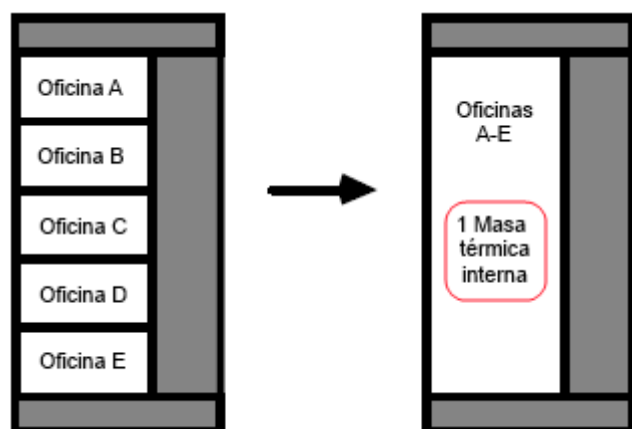 Oficina A
Oficina B
Oficina C
Oficina D
Oficina E
Oficinas
A-E
1 Masa
térmica
interna